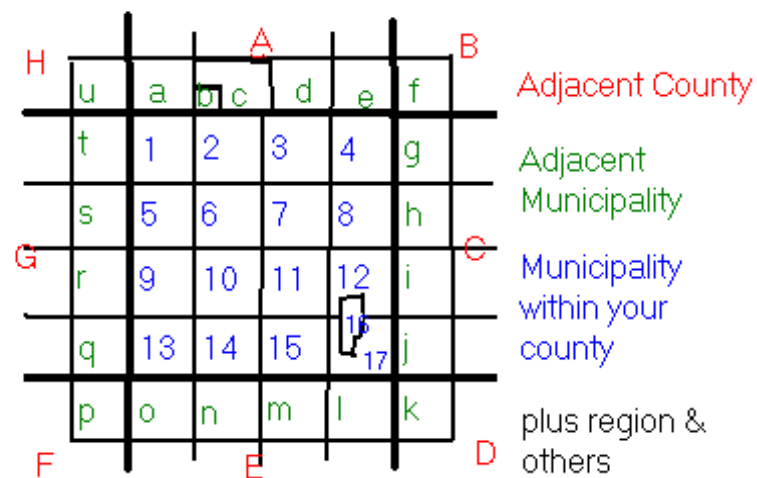 A
B
H
u a b c d e f
Adjacent County
t 1 2 3 4 g
Adjacent
Municipality
s 5 6 7 8 h
G
C
r 9 10 11 12 i
Municipality
within your
county
16
q 13 14 15 17 j
p o n m l k
plus region &
others
F
E
D